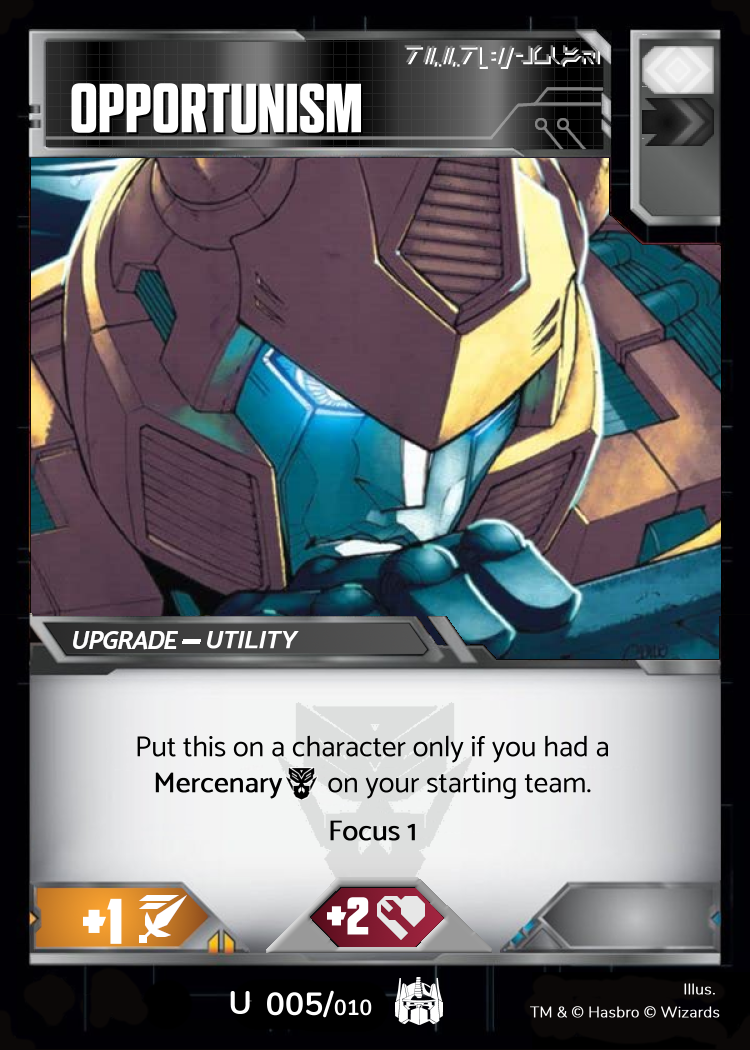 OPPORTUNISM
UPGRADE — UTILITY
Put this on a character only if you had a
Mercenary on your starting team.
Focus 1
+1
+2
U 005/010
Illus.
TM & © Hasbro © Wizards